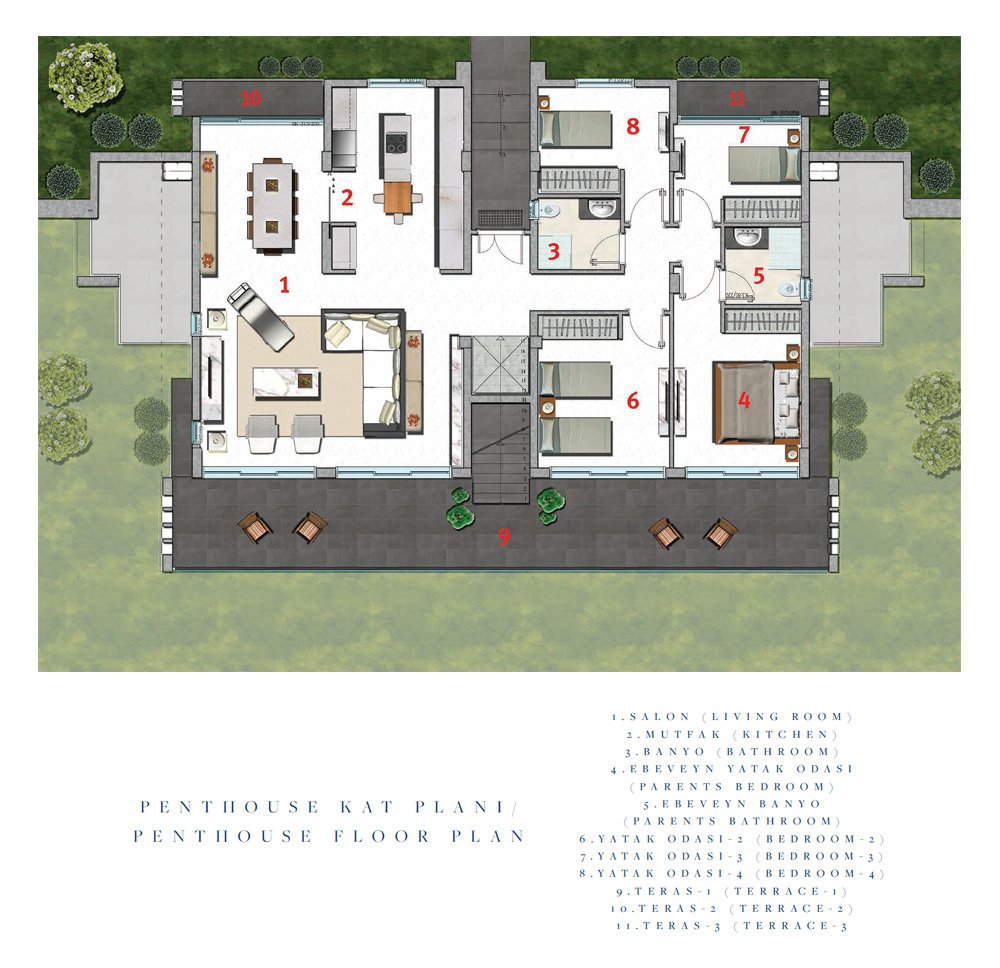 10
11
8
7
2
3
5
1
4
6
9
PENTHOUSE KAT PLANI/
PENTHOUSE FLOOR PLAN
1.SALON (LIVING ROOM)
2.MUTFAK (KITCHEN)
3.BANYO (BATHROOM)
4.EBEVEYN YATAK ODASI
(PARENTS BEDROOM)
5.EBEVEYN BANYO
(PARENTS BATHROOM)
6.YATAK ODASI-2 (BEDROOM-2)
7.YATAK ODASI-3 (BEDROOM-3)
8.YATAK ODASI-4 (BEDROOM-4)
9.TERAS-1 (TERRACE-1)
10.TERAS-2 (TERRACE-2)
11.TERAS-3 (TERRACE-3